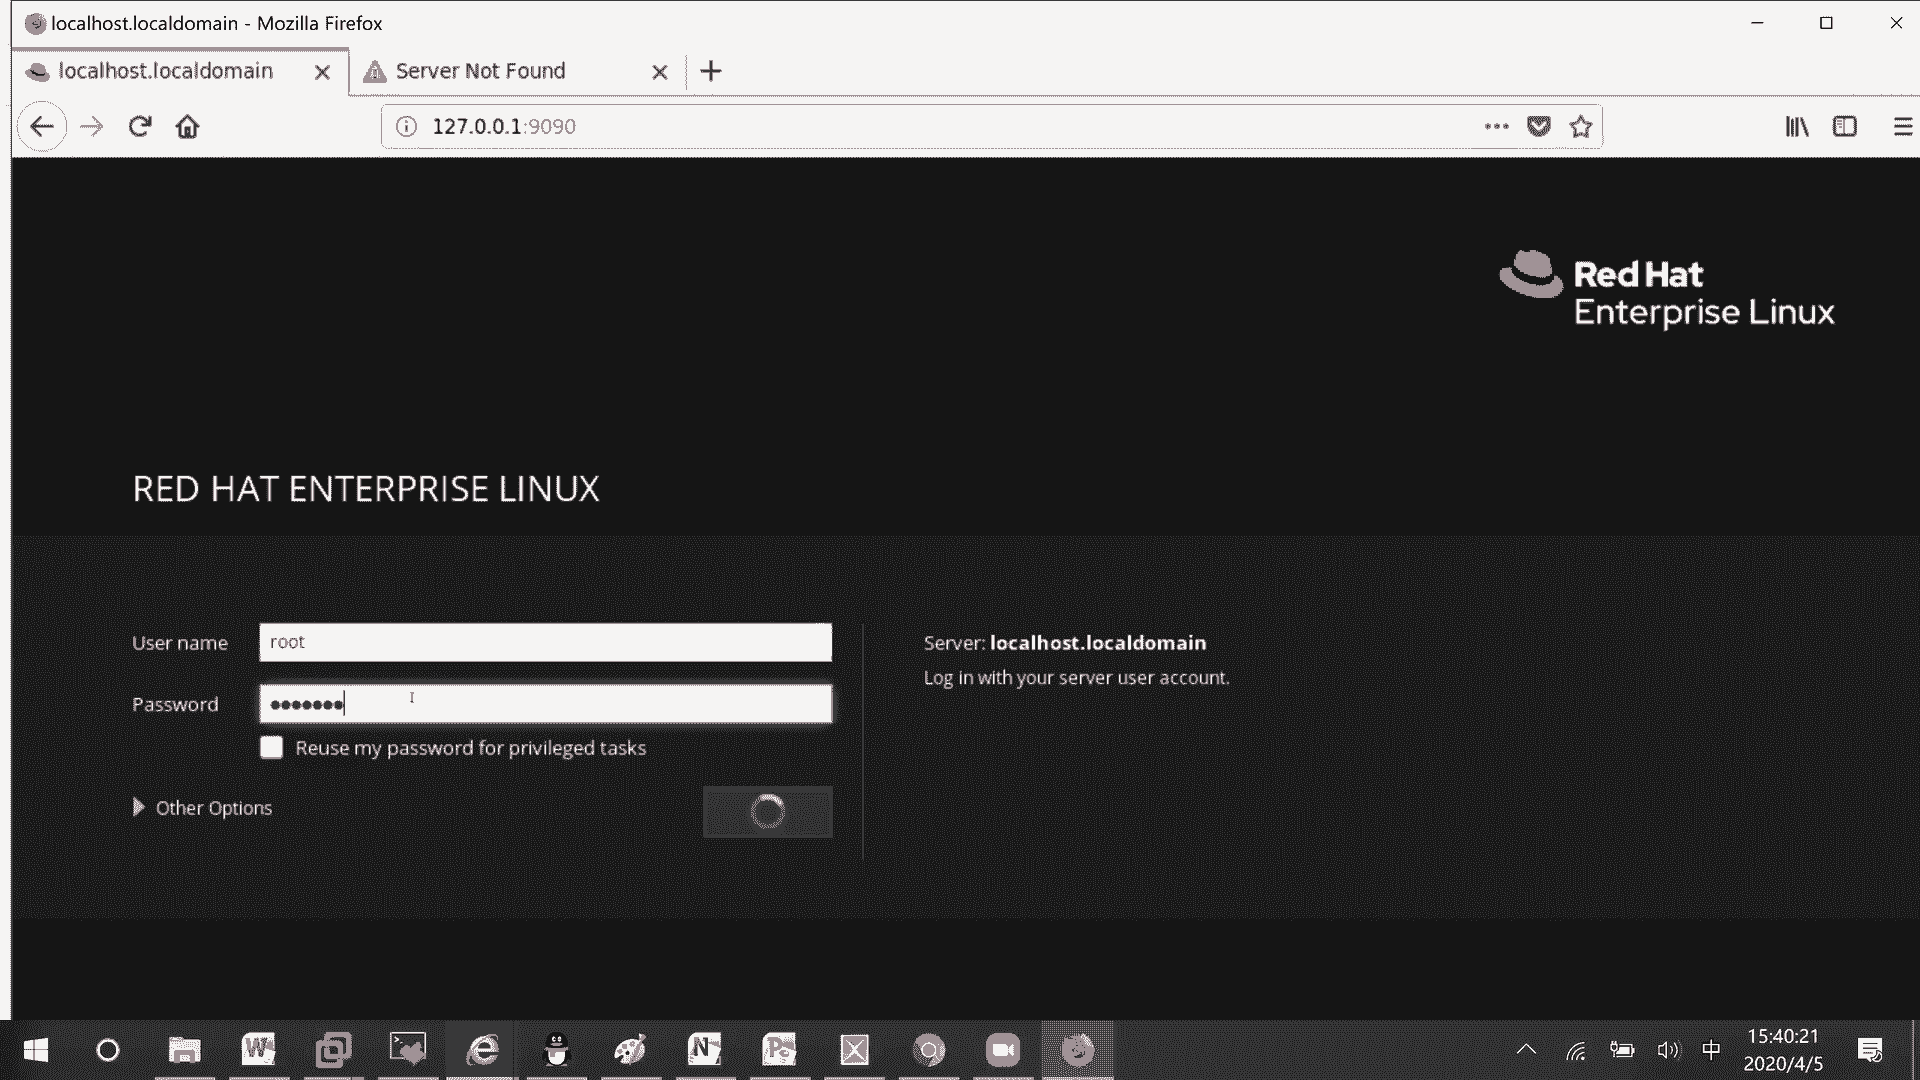 localhost.localdomain - Mozilla Firefox
localhost.localdomain
Server Not Found
127.0.0.1:9090
Red Hat
Enterprise Linux
RED HAT ENTERPRISE LINUX
User name
root
Server: localhost.localdomain
Log in with your server user account.
Password
Reuse my password for privileged tasks
Other Options
中
15:40:21
2020/4/5